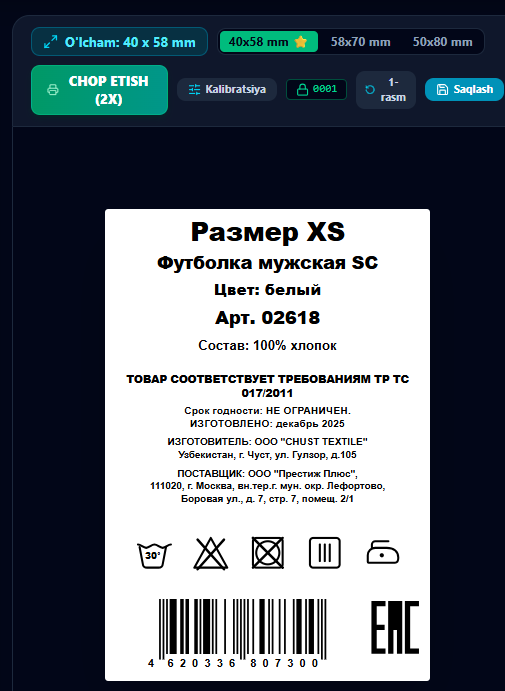 O'lcham: 40 x 58 mm
40x58 mm ⭐ 58x70 mm 50x80 mm
CHOP ETISH
(2X)
Kalibratsiya
0001
1-
rasm
Saqlash
Размер XS
Футболка мужская SC
Цвет: белый
Арт. 02618
Состав: 100% хлопок
ТОВАР СООТВЕТСТВУЕТ ТРЕБОВАНИЯМ ТР ТС
017/2011
Срок годности: НЕ ОГРАНИЧЕН.
ИЗГОТОВЛЕНО: декабрь 2025
ИЗГОТОВИТЕЛЬ: ООО "CHUST TEXTILE"
Узбекистан, г. Чуст, ул. Гулзор, д.105
ПОСТАВЩИК: ООО "Престиж Плюс",
111020, г. Москва, вн.тер.г. мун. окр. Лефортово,
Боровая ул., д. 7, стр. 7, помещ. 2/1
30°
4 620336 807300
EAC